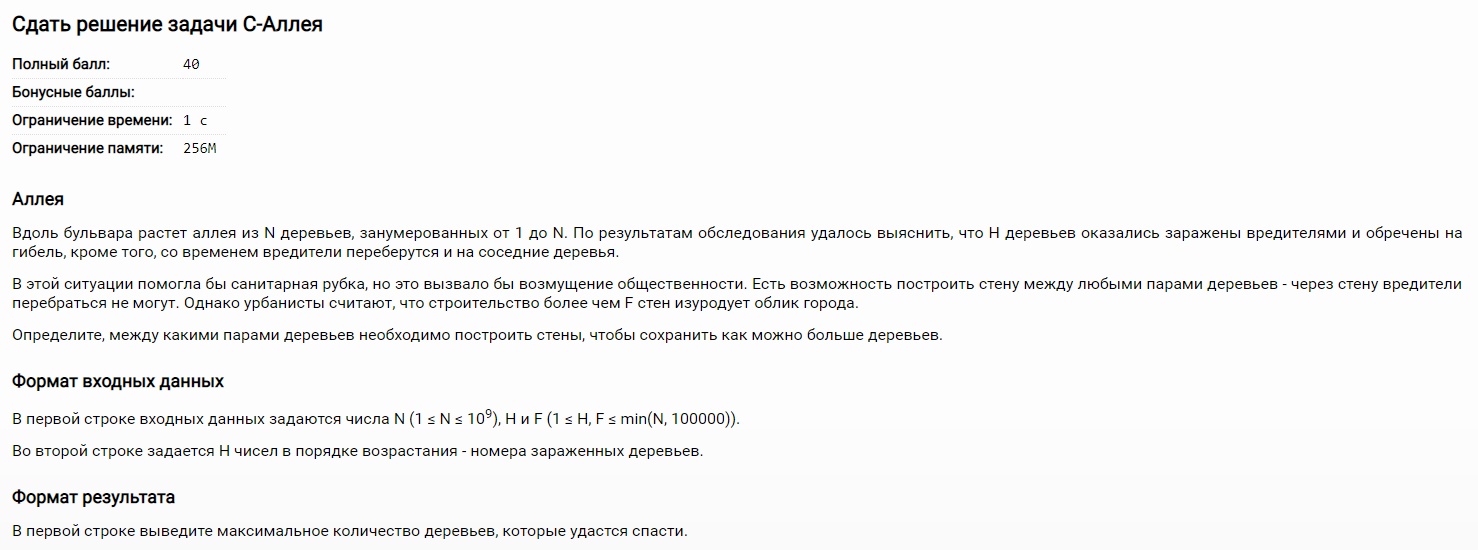 Сдать решение задачи C-Аллея
Полный балл: 40
Бонусные баллы:
Ограничение времени: 1 с
Ограничение памяти: 256M
Аллея
Вдоль бульвара растет аллея из N деревьев, занумерованных от 1 до N. По результатам обследования удалось выяснить, что H деревьев оказались заражены вредителями и обречены на
гибель, кроме того, со временем вредители переберутся и на соседние деревья.
В этой ситуации помогла бы санитарная рубка, но это вызвало бы возмущение общественности. Есть возможность построить стену между любыми парами деревьев - через стену вредители
перебраться не могут. Однако урбанисты считают, что строительство более чем F стен изуродует облик города.
Определите, между какими парами деревьев необходимо построить стены, чтобы сохранить как можно больше деревьев.
Формат входных данных
В первой строке входных данных задаются числа N (1 ≤ N ≤ 10⁹), H и F (1 ≤ H, F ≤ min(N, 100000)).
Во второй строке задается H чисел в порядке возрастания - номера зараженных деревьев.
Формат результата
В первой строке выведите максимальное количество деревьев, которые удастся спасти.